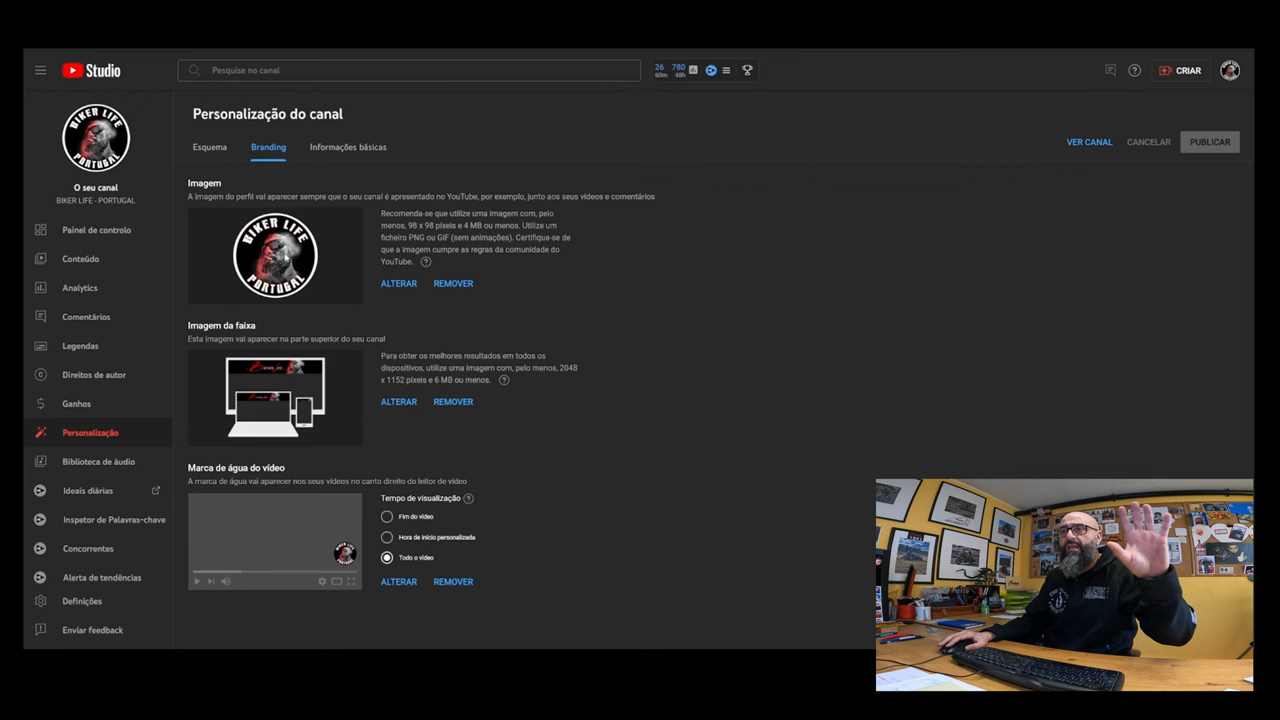 Studio
Pesquise no canal
26 780
60m 48h
CRIAR
BIKER LIFE
PORTUGAL
O seu canal
BIKER LIFE - PORTUGAL
Painel de controlo
Conteúdo
Analytics
Comentários
Legendas
Direitos de autor
Ganhos
Personalização
Biblioteca de áudio
Ideais diárias
Inspetor de Palavras-chave
Concorrentes
Alerta de tendências
Definições
Enviar feedback
Personalização do canal
Esquema Branding Informações básicas
VER CANAL CANCELAR PUBLICAR
Imagem
A imagem do perfil vai aparecer sempre que o seu canal é apresentado no YouTube, por exemplo, junto aos seus vídeos e comentários
BIKER LIFE
PORTUGAL
Recomenda-se que utilize uma imagem com, pelo
menos, 98 x 98 píxeis e 4 MB ou menos. Utilize um
ficheiro PNG ou GIF (sem animações). Certifique-se de
que a imagem cumpre as regras da comunidade do
YouTube.
ALTERAR REMOVER
Imagem da faixa
Esta imagem vai aparecer na parte superior do seu canal
Para obter os melhores resultados em todos os
dispositivos, utilize uma imagem com, pelo menos, 2048
x 1152 píxeis e 6 MB ou menos.
ALTERAR REMOVER
Marca de água do vídeo
A marca de água vai aparecer nos seus vídeos no canto direito do leitor de vídeo
Tempo de visualização
Fim do vídeo
Hora de início personalizada
Todo o vídeo
ALTERAR REMOVER